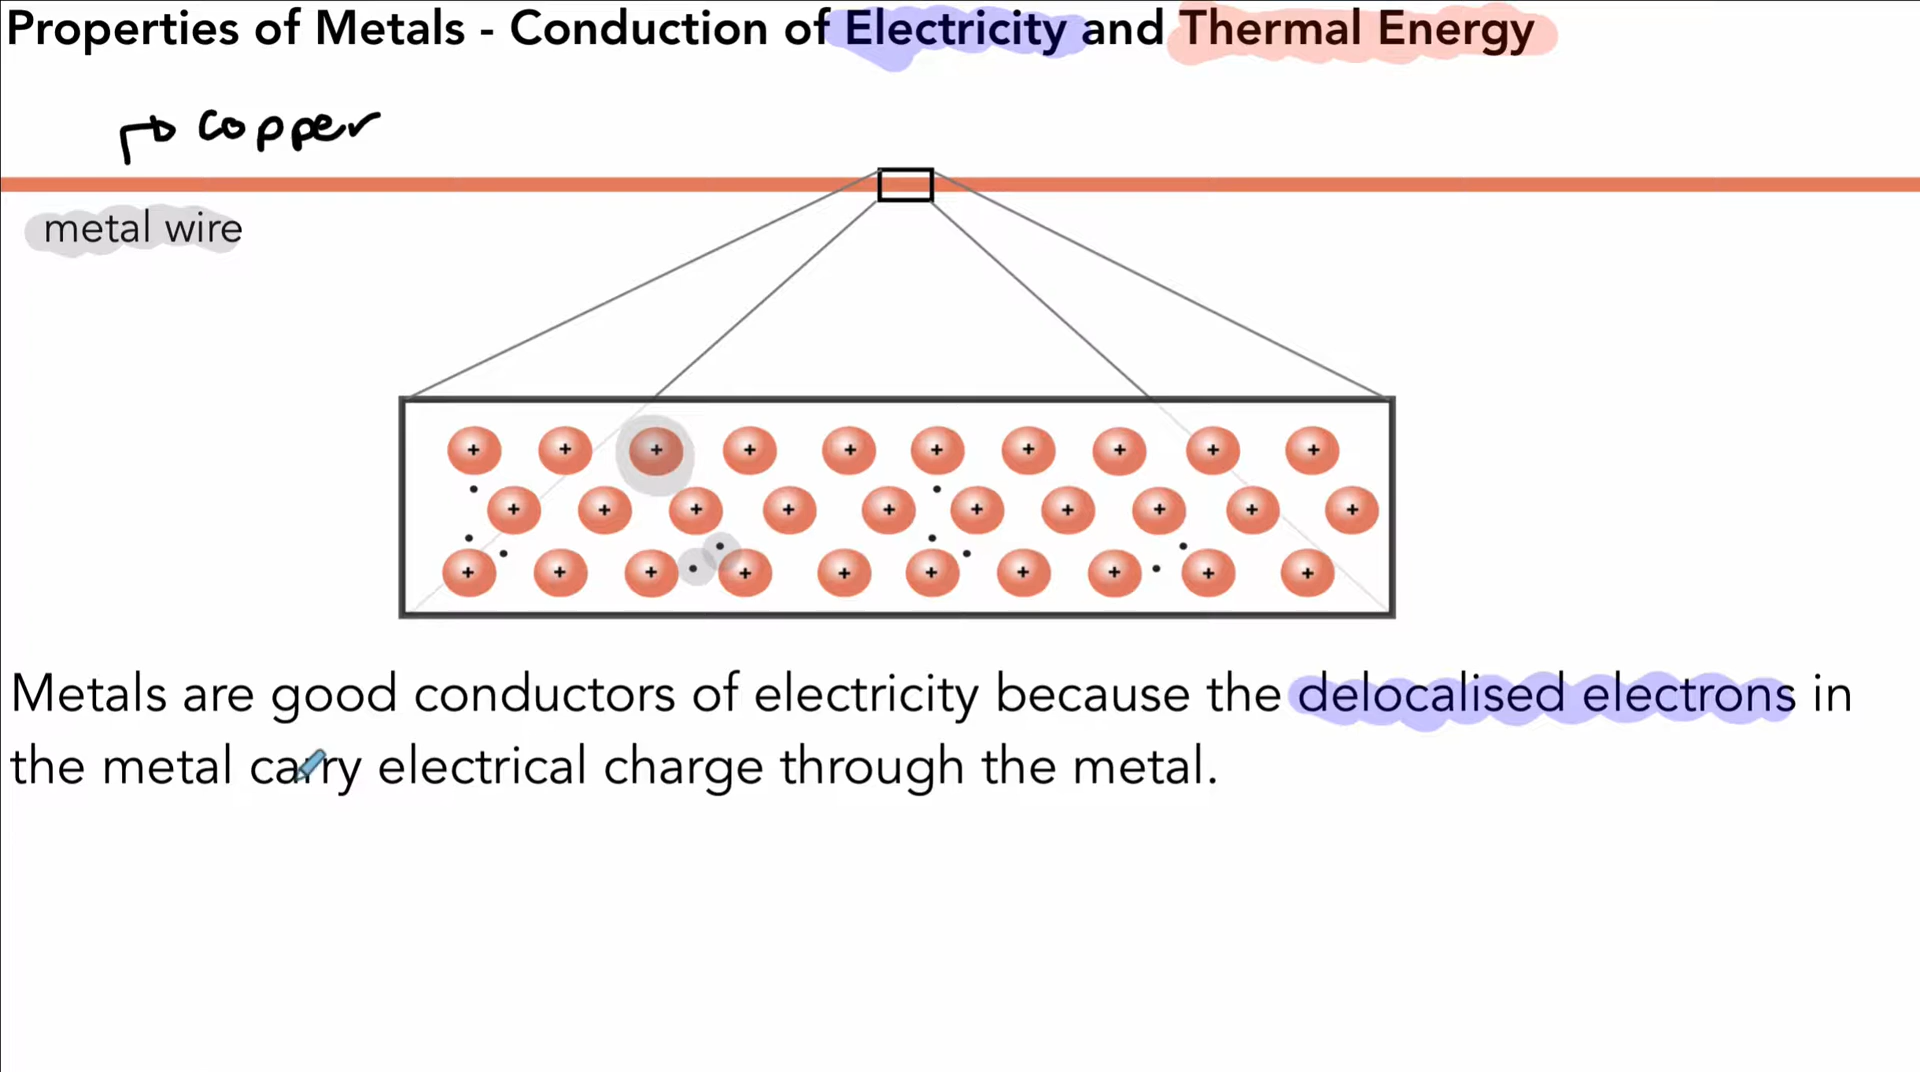 Properties of Metals - Conduction of Electricity and Thermal Energy
copper
metal wire
+ + + + + + + + + +
+ + + + + + + + + +
+ + + + + + + + + +
Metals are good conductors of electricity because the delocalised electrons in
the metal carry electrical charge through the metal.